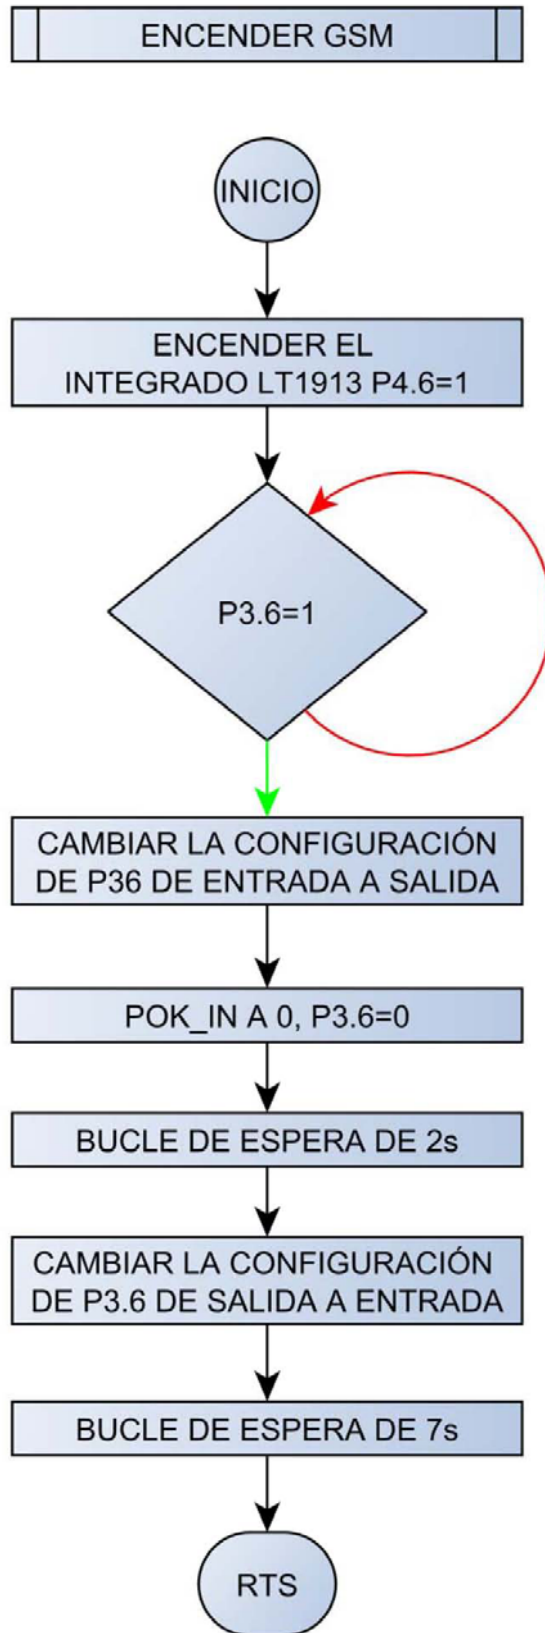 ENCENDER GSM
INICIO
ENCENDER EL
INTEGRADO LT1913 P4.6=1
P3.6=1
CAMBIAR LA CONFIGURACIÓN
DE P36 DE ENTRADA A SALIDA
POK_IN A 0, P3.6=0
BUCLE DE ESPERA DE 2s
CAMBIAR LA CONFIGURACIÓN
DE P3.6 DE SALIDA A ENTRADA
BUCLE DE ESPERA DE 7s
RTS